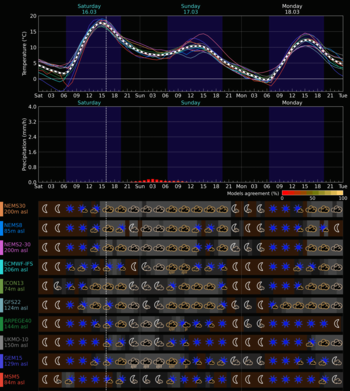 Saturday Sunday Monday
16.03 17.03 18.03
Temperature (°C)
20
15
10
5
0
Sat 03 06 09 12 15 18 21 Sun 03 06 09 12 15 18 21 Mon 03 06 09 12 15 18 21 Tue
Saturday Sunday Monday
Precipitation (mm/h)
4.0
3.2
2.4
1.6
0.8
0.0
Sat 03 06 09 12 15 18 21 Sun 03 06 09 12 15 18 21 Mon 03 06 09 12 15 18 21 Tue
Models agreement (%)
0 50 100
NEMS30
200m asl
NEMS8
200m asl
NEMS2-30
200m asl
ECMWF-IFS
206m asl
ICON13
74m asl
GFS22
124m asl
ARPEGE40
144m asl
UKMO-10
150m asl
GEM15
129m asl
MSM5
84m asl